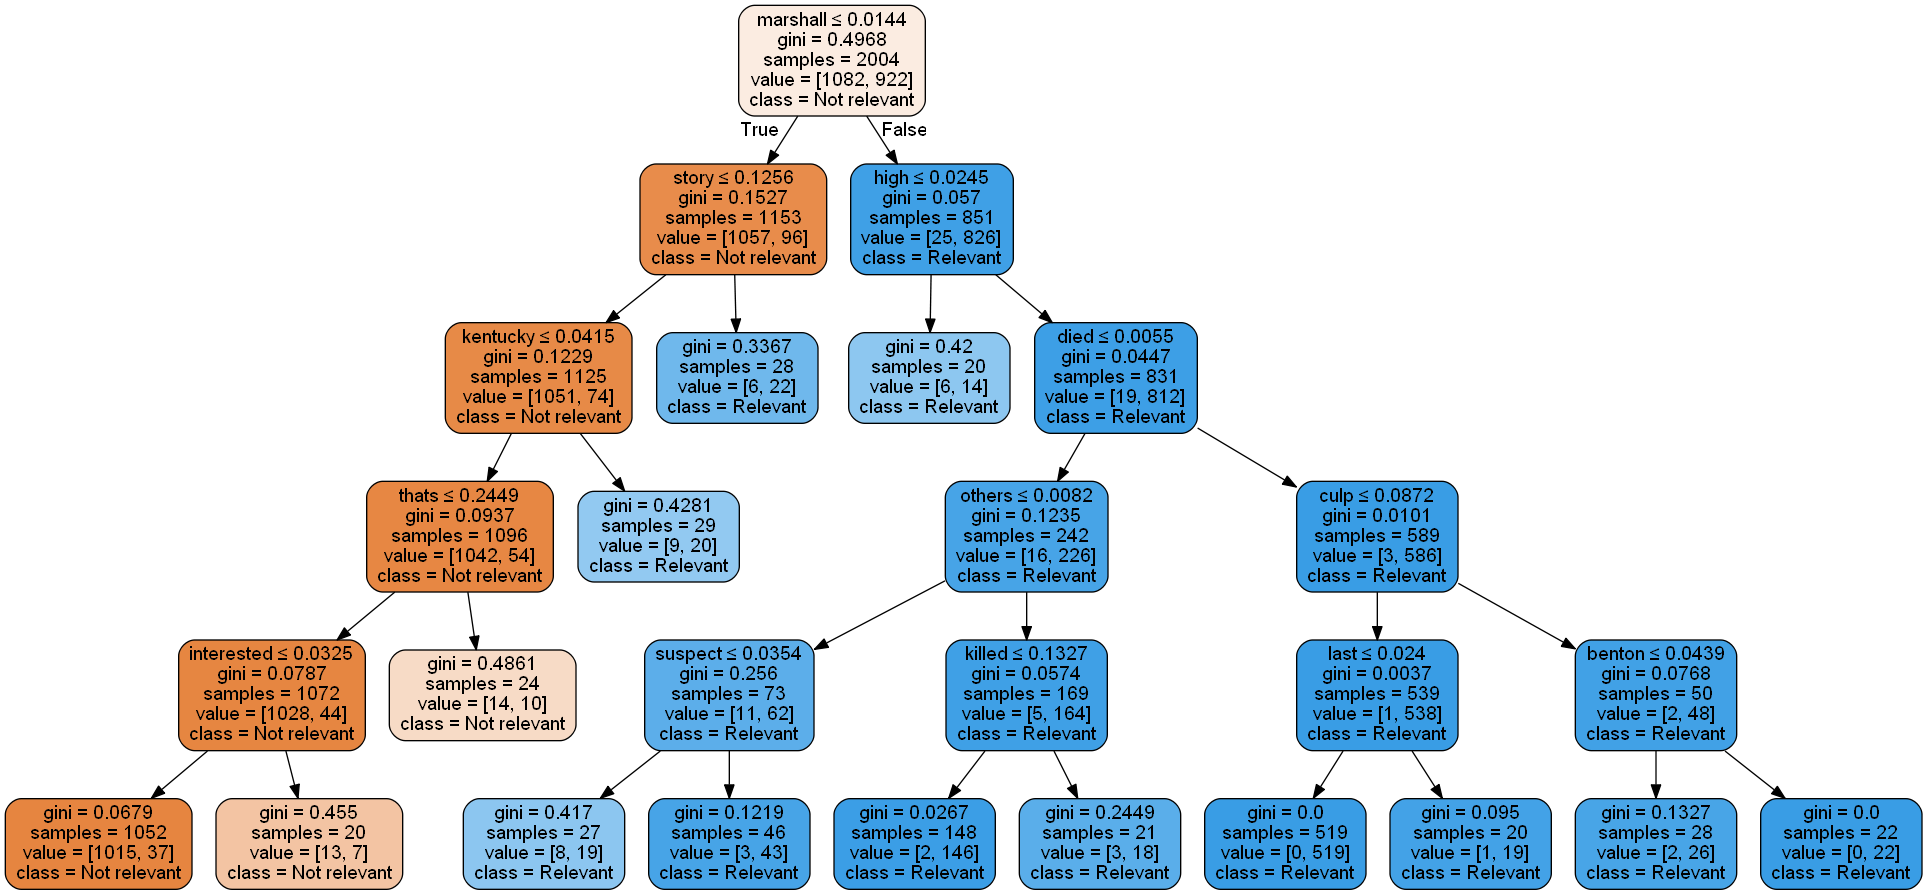 marshall ≤ 0.0144
gini = 0.4968
samples = 2004
value = [1082, 922]
class = Not relevant
True
False
story ≤ 0.1256
gini = 0.1527
samples = 1153
value = [1057, 96]
class = Not relevant
high ≤ 0.0245
gini = 0.057
samples = 851
value = [25, 826]
class = Relevant
kentucky ≤ 0.0415
gini = 0.1229
samples = 1125
value = [1051, 74]
class = Not relevant
gini = 0.3367
samples = 28
value = [6, 22]
class = Relevant
gini = 0.42
samples = 20
value = [6, 14]
class = Relevant
died ≤ 0.0055
gini = 0.0447
samples = 831
value = [19, 812]
class = Relevant
thats ≤ 0.2449
gini = 0.0937
samples = 1096
value = [1042, 54]
class = Not relevant
gini = 0.4281
samples = 29
value = [9, 20]
class = Relevant
others ≤ 0.0082
gini = 0.1235
samples = 242
value = [16, 226]
class = Relevant
culp ≤ 0.0872
gini = 0.0101
samples = 589
value = [3, 586]
class = Relevant
interested ≤ 0.0325
gini = 0.0787
samples = 1072
value = [1028, 44]
class = Not relevant
gini = 0.4861
samples = 24
value = [14, 10]
class = Not relevant
suspect ≤ 0.0354
gini = 0.256
samples = 73
value = [11, 62]
class = Relevant
killed ≤ 0.1327
gini = 0.0574
samples = 169
value = [5, 164]
class = Relevant
last ≤ 0.024
gini = 0.0037
samples = 539
value = [1, 538]
class = Relevant
benton ≤ 0.0439
gini = 0.0768
samples = 50
value = [2, 48]
class = Relevant
gini = 0.0679
samples = 1052
value = [1015, 37]
class = Not relevant
gini = 0.455
samples = 20
value = [13, 7]
class = Not relevant
gini = 0.417
samples = 27
value = [8, 19]
class = Relevant
gini = 0.1219
samples = 46
value = [3, 43]
class = Relevant
gini = 0.0267
samples = 148
value = [2, 146]
class = Relevant
gini = 0.2449
samples = 21
value = [3, 18]
class = Relevant
gini = 0.0
samples = 519
value = [0, 519]
class = Relevant
gini = 0.095
samples = 20
value = [1, 19]
class = Relevant
gini = 0.1327
samples = 28
value = [2, 26]
class = Relevant
gini = 0.0
samples = 22
value = [0, 22]
class = Relevant